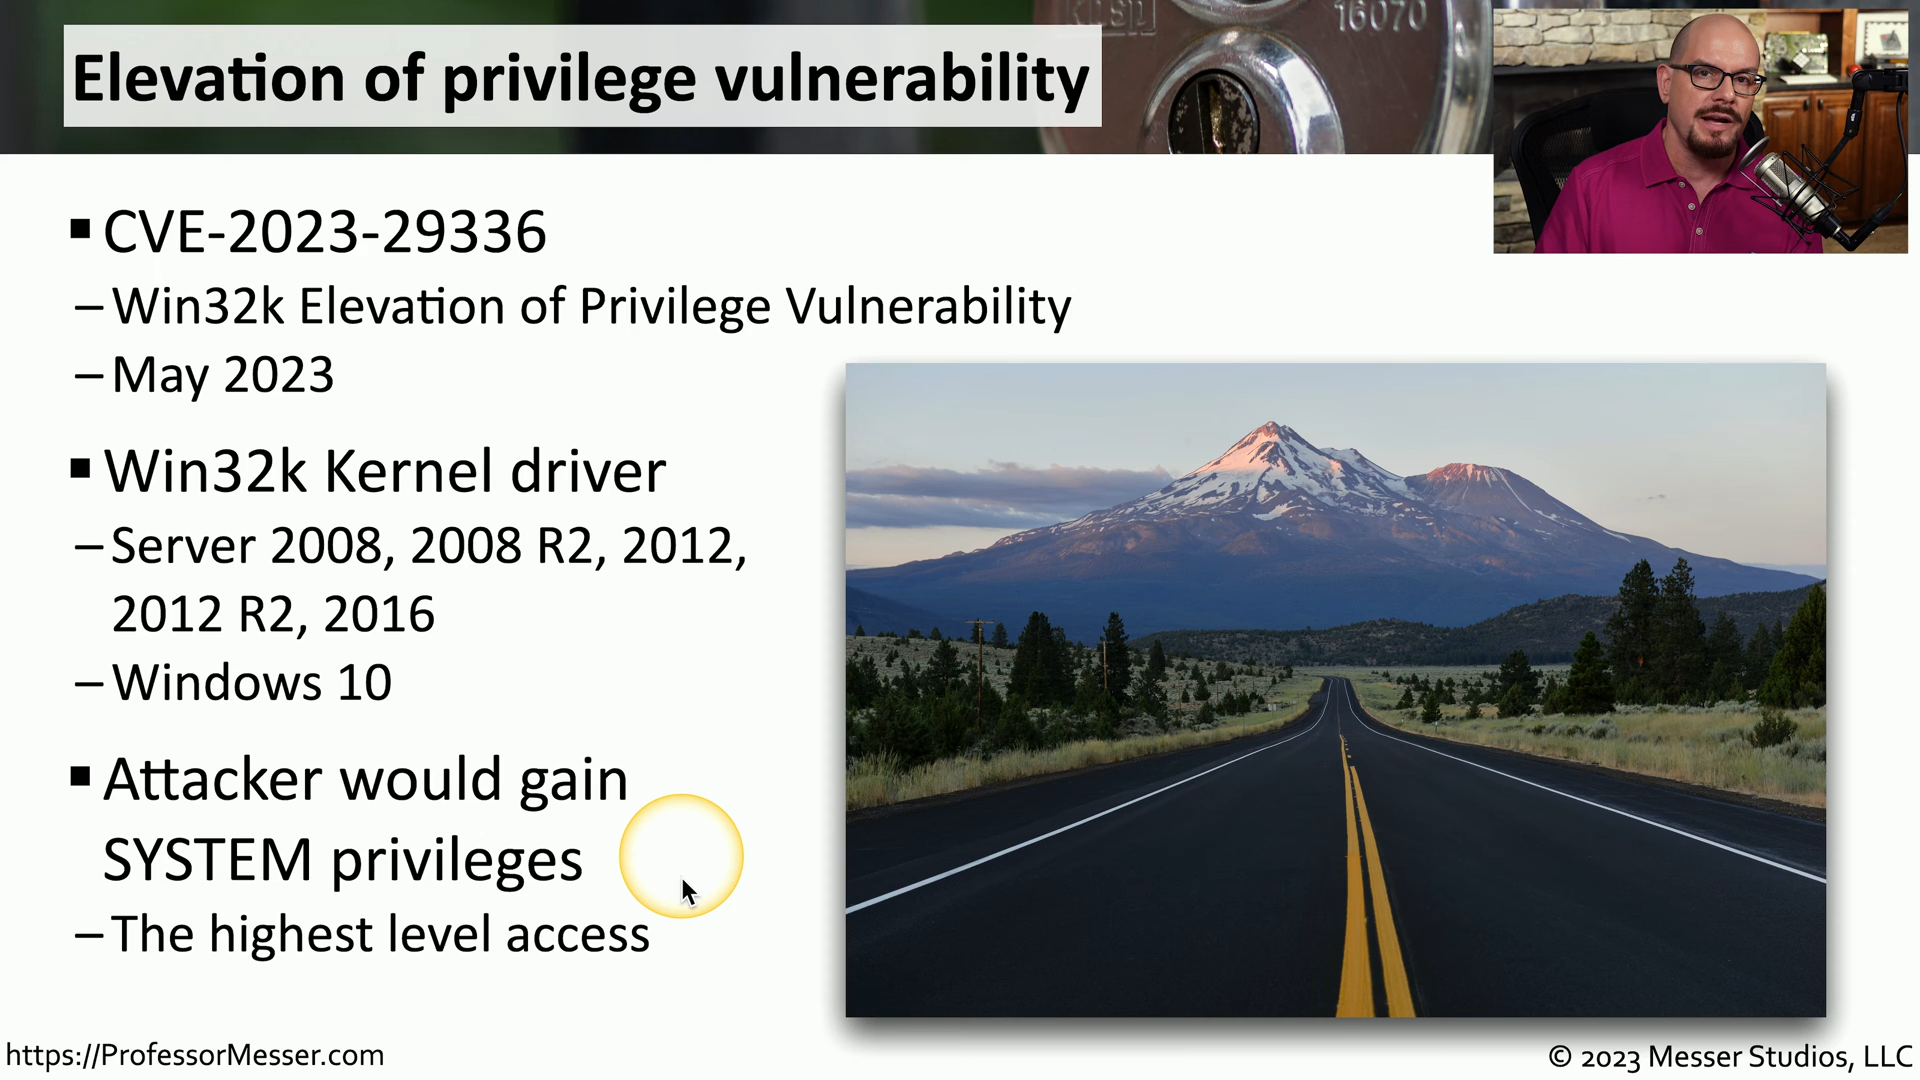 16070
Elevation of privilege vulnerability
▪ CVE-2023-29336
– Win32k Elevation of Privilege Vulnerability
– May 2023
▪ Win32k Kernel driver
– Server 2008, 2008 R2, 2012,
2012 R2, 2016
– Windows 10
▪ Attacker would gain
SYSTEM privileges
– The highest level access
https://ProfessorMesser.com
© 2023 Messer Studios, LLC